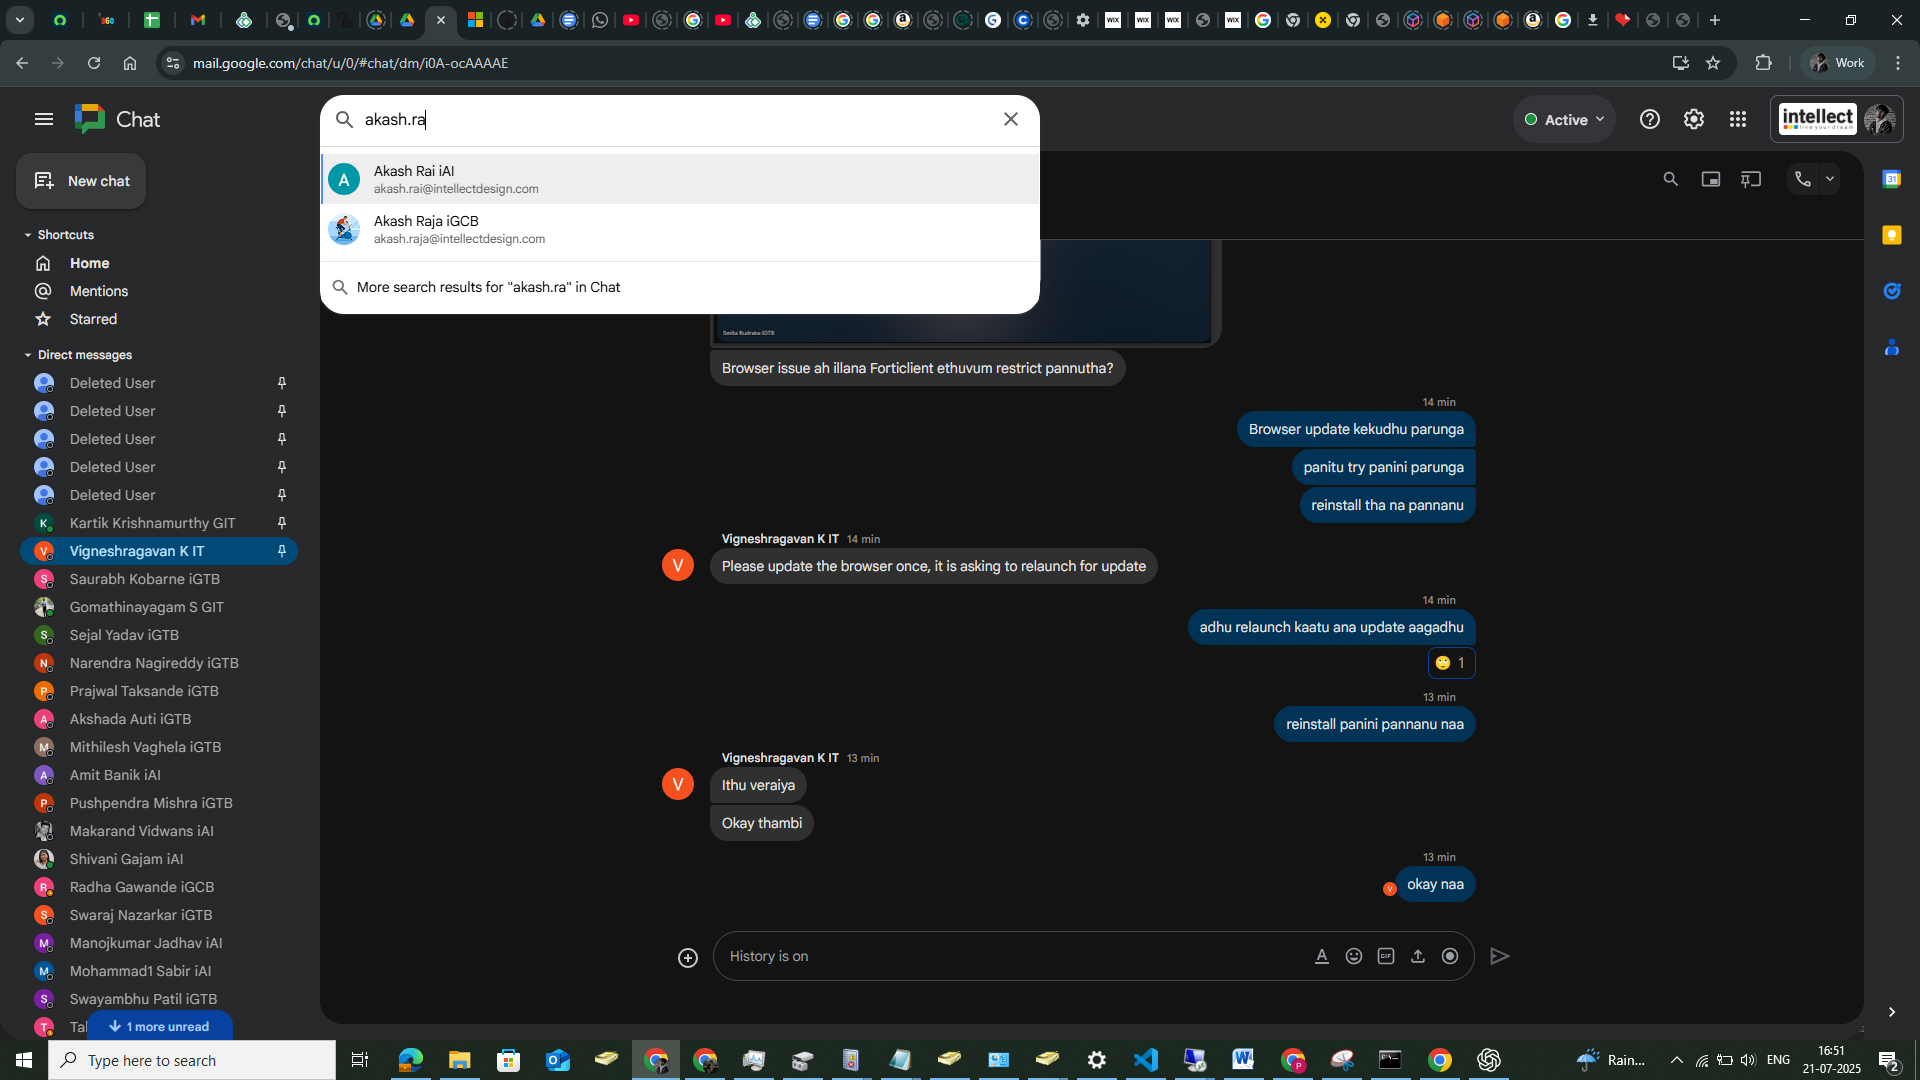 mail.google.com/chat/u/0/#chat/dm/i0A-ocAAAAE
Work
Chat
akash.ra
Active
intellect
New chat
Akash Rai iAI
akash.rai@intellectdesign.com
Akash Raja iGCB
akash.raja@intellectdesign.com
More search results for "akash.ra" in Chat
Shortcuts
Home
Mentions
Starred
Direct messages
Deleted User
Deleted User
Deleted User
Deleted User
Deleted User
Kartik Krishnamurthy GIT
Vigneshragavan K IT
Saurabh Kobarne iGTB
Gomathinayagam S GIT
Sejal Yadav iGTB
Narendra Nagireddy iGTB
Prajwal Taksande iGTB
Akshada Auti iGTB
Mithilesh Vaghela iGTB
Amit Banik iAI
Pushpendra Mishra iGTB
Makarand Vidwans iAI
Shivani Gajam iAI
Radha Gawande iGCB
Swaraj Nazarkar iGTB
Manojkumar Jadhav iAI
Mohammad1 Sabir iAI
Swayambhu Patil iGTB
1 more unread
Smita Rudrake iGTB
Browser issue ah illana Forticlient ethuvum restrict pannutha?
14 min
Browser update kekudhu parunga
panitu try panini parunga
reinstall tha na pannanu
Vigneshragavan K IT 14 min
Please update the browser once, it is asking to relaunch for update
14 min
adhu relaunch kaatu ana update aagadhu
1
13 min
reinstall panini pannanu naa
Vigneshragavan K IT 13 min
Ithu veraiya
Okay thambi
13 min
okay naa
History is on
Type here to search
Rain...
ENG
16:51
21-07-2025
2